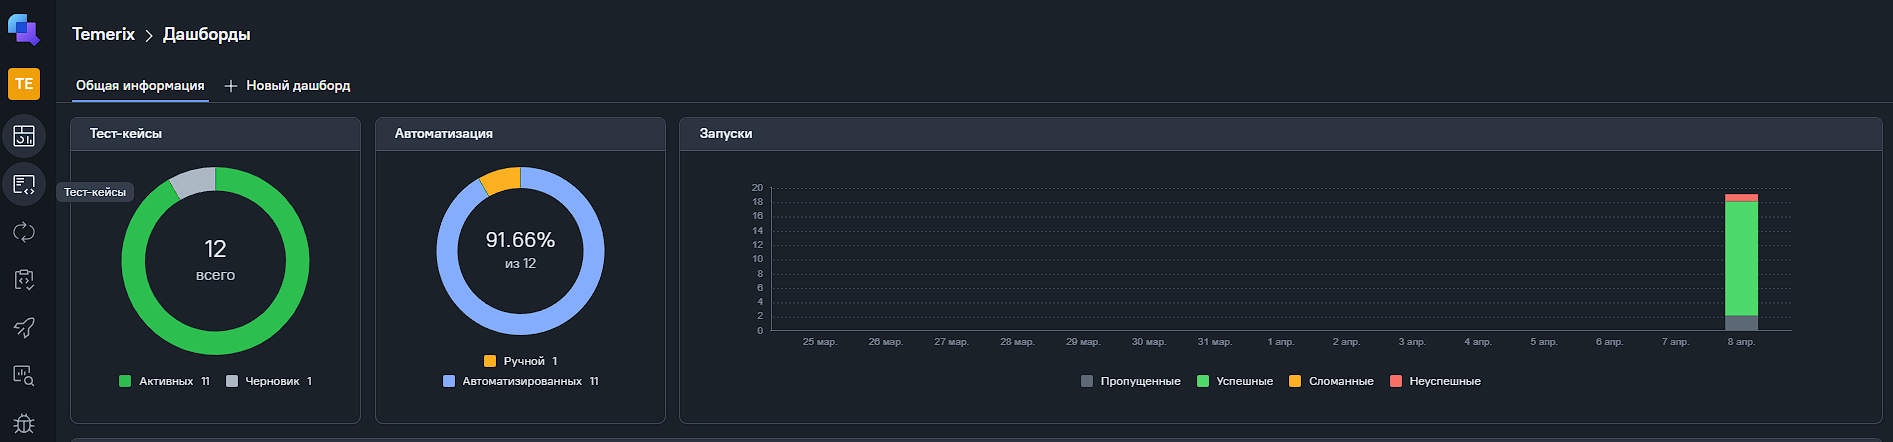 Temerix > Дашборды
TE
Общая информация + Новый дашборд
Тест-кейсы
Тест-кейсы
12
всего
Активных 11 Черновик 1
Автоматизация
91.66%
из 12
Ручной 1
Автоматизированных 11
Запуски
20
18
16
14
12
10
8
6
4
2
0
25 мар. 26 мар. 27 мар. 28 мар. 29 мар. 30 мар. 31 мар. 1 апр. 2 апр. 3 апр. 4 апр. 5 апр. 6 апр. 7 апр. 8 апр.
Пропущенные Успешные Сломанные Неуспешные